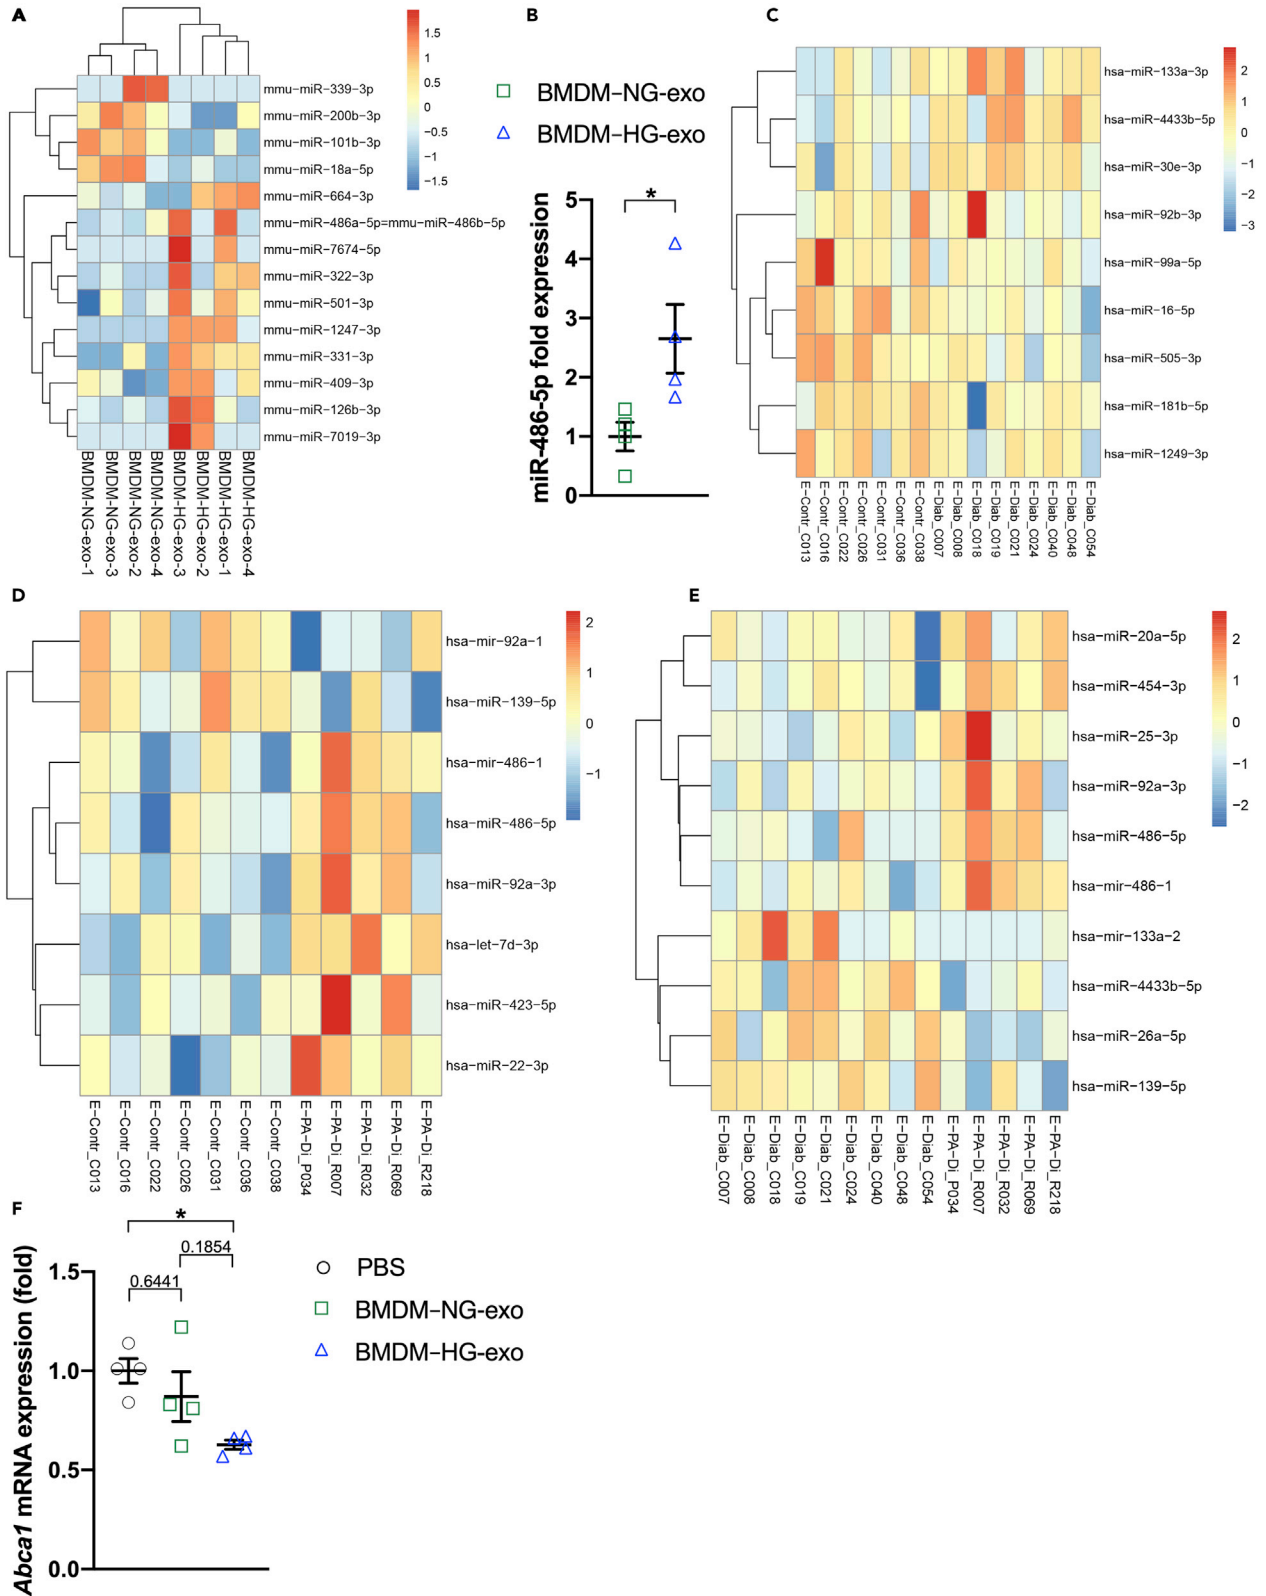 A
1.5
1
0.5
0
−0.5
−1
−1.5
mmu−miR−339−3p
mmu−miR−200b−3p
mmu−miR−101b−3p
mmu−miR−18a−5p
mmu−miR−664−3p
mmu−miR−486a−5p=mmu−miR−486b−5p
mmu−miR−7674−5p
mmu−miR−322−3p
mmu−miR−501−3p
mmu−miR−1247−3p
mmu−miR−331−3p
mmu−miR−409−3p
mmu−miR−126b−3p
mmu−miR−7019−3p
BMDM-NG-exo-1
BMDM-NG-exo-3
BMDM-NG-exo-2
BMDM-NG-exo-4
BMDM-HG-exo-3
BMDM-HG-exo-2
BMDM-HG-exo-1
BMDM-HG-exo-4
B
BMDM−NG-exo
BMDM−HG-exo
miR-486-5p fold expression
5
4
3
2
1
0
*
C
2
1
0
−1
−2
−3
hsa−miR−133a−3p
hsa−miR−4433b−5p
hsa−miR−30e−3p
hsa−miR−92b−3p
hsa−miR−99a−5p
hsa−miR−16−5p
hsa−miR−505−3p
hsa−miR−181b−5p
hsa−miR−1249−3p
E−Contr_C013
E−Contr_C016
E−Contr_C022
E−Contr_C026
E−Contr_C031
E−Contr_C036
E−Contr_C038
E−Diab_C007
E−Diab_C008
E−Diab_C018
E−Diab_C019
E−Diab_C021
E−Diab_C024
E−Diab_C040
E−Diab_C048
E−Diab_C054
D
2
1
0
−1
hsa−mir−92a−1
hsa−miR−139−5p
hsa−mir−486−1
hsa−miR−486−5p
hsa−miR−92a−3p
hsa−let−7d−3p
hsa−miR−423−5p
hsa−miR−22−3p
E−Contr_C013
E−Contr_C016
E−Contr_C022
E−Contr_C026
E−Contr_C031
E−Contr_C036
E−Contr_C038
E−PA−Di_P034
E−PA−Di_R007
E−PA−Di_R032
E−PA−Di_R069
E−PA−Di_R218
E
2
1
0
−1
−2
hsa−miR−20a−5p
hsa−miR−454−3p
hsa−miR−25−3p
hsa−miR−92a−3p
hsa−miR−486−5p
hsa−mir−486−1
hsa−mir−133a−2
hsa−miR−4433b−5p
hsa−miR−26a−5p
hsa−miR−139−5p
E−Diab_C007
E−Diab_C008
E−Diab_C018
E−Diab_C019
E−Diab_C021
E−Diab_C024
E−Diab_C040
E−Diab_C048
E−Diab_C054
E−PA−Di_P034
E−PA−Di_R007
E−PA−Di_R032
E−PA−Di_R069
E−PA−Di_R218
F
Abca1 mRNA expression (fold)
1.5
1.0
0.5
0.0
*
0.1854
0.6441
PBS
BMDM−NG-exo
BMDM−HG-exo